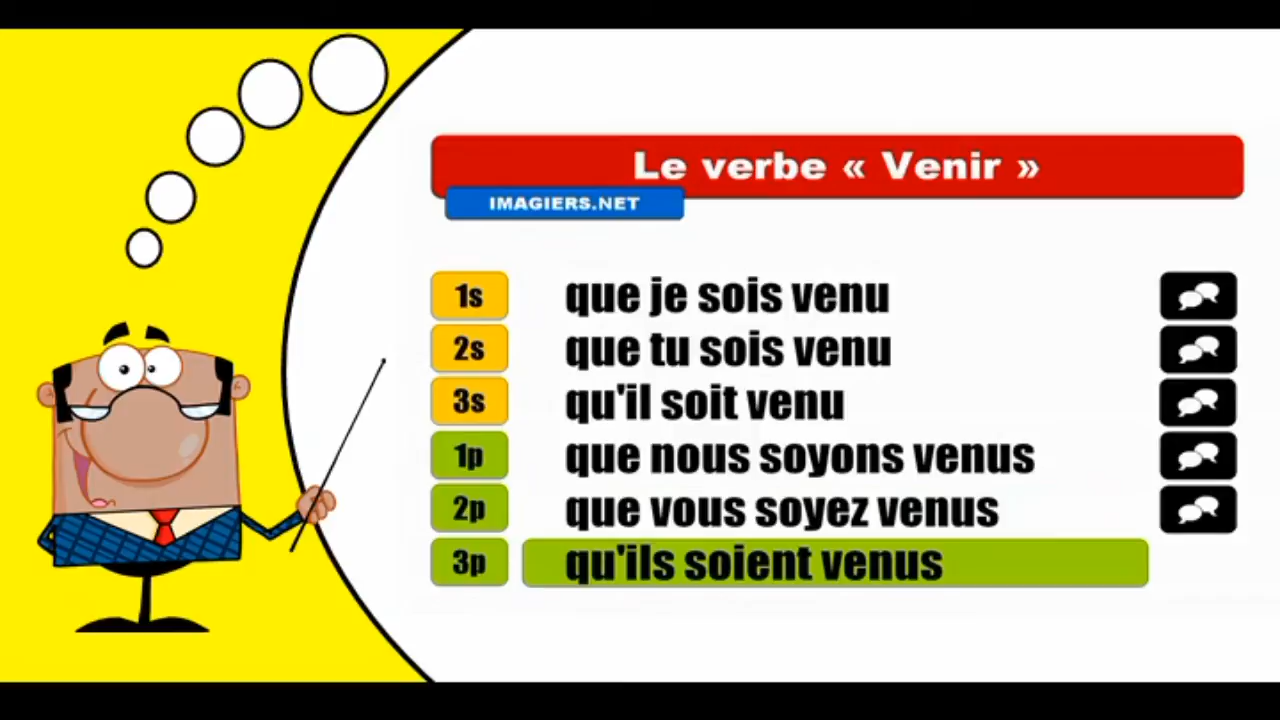 Le verbe « Venir »
IMAGIERS.NET
1s que je sois venu
2s que tu sois venu
3s qu'il soit venu
1p que nous soyons venus
2p que vous soyez venus
3p qu'ils soient venus